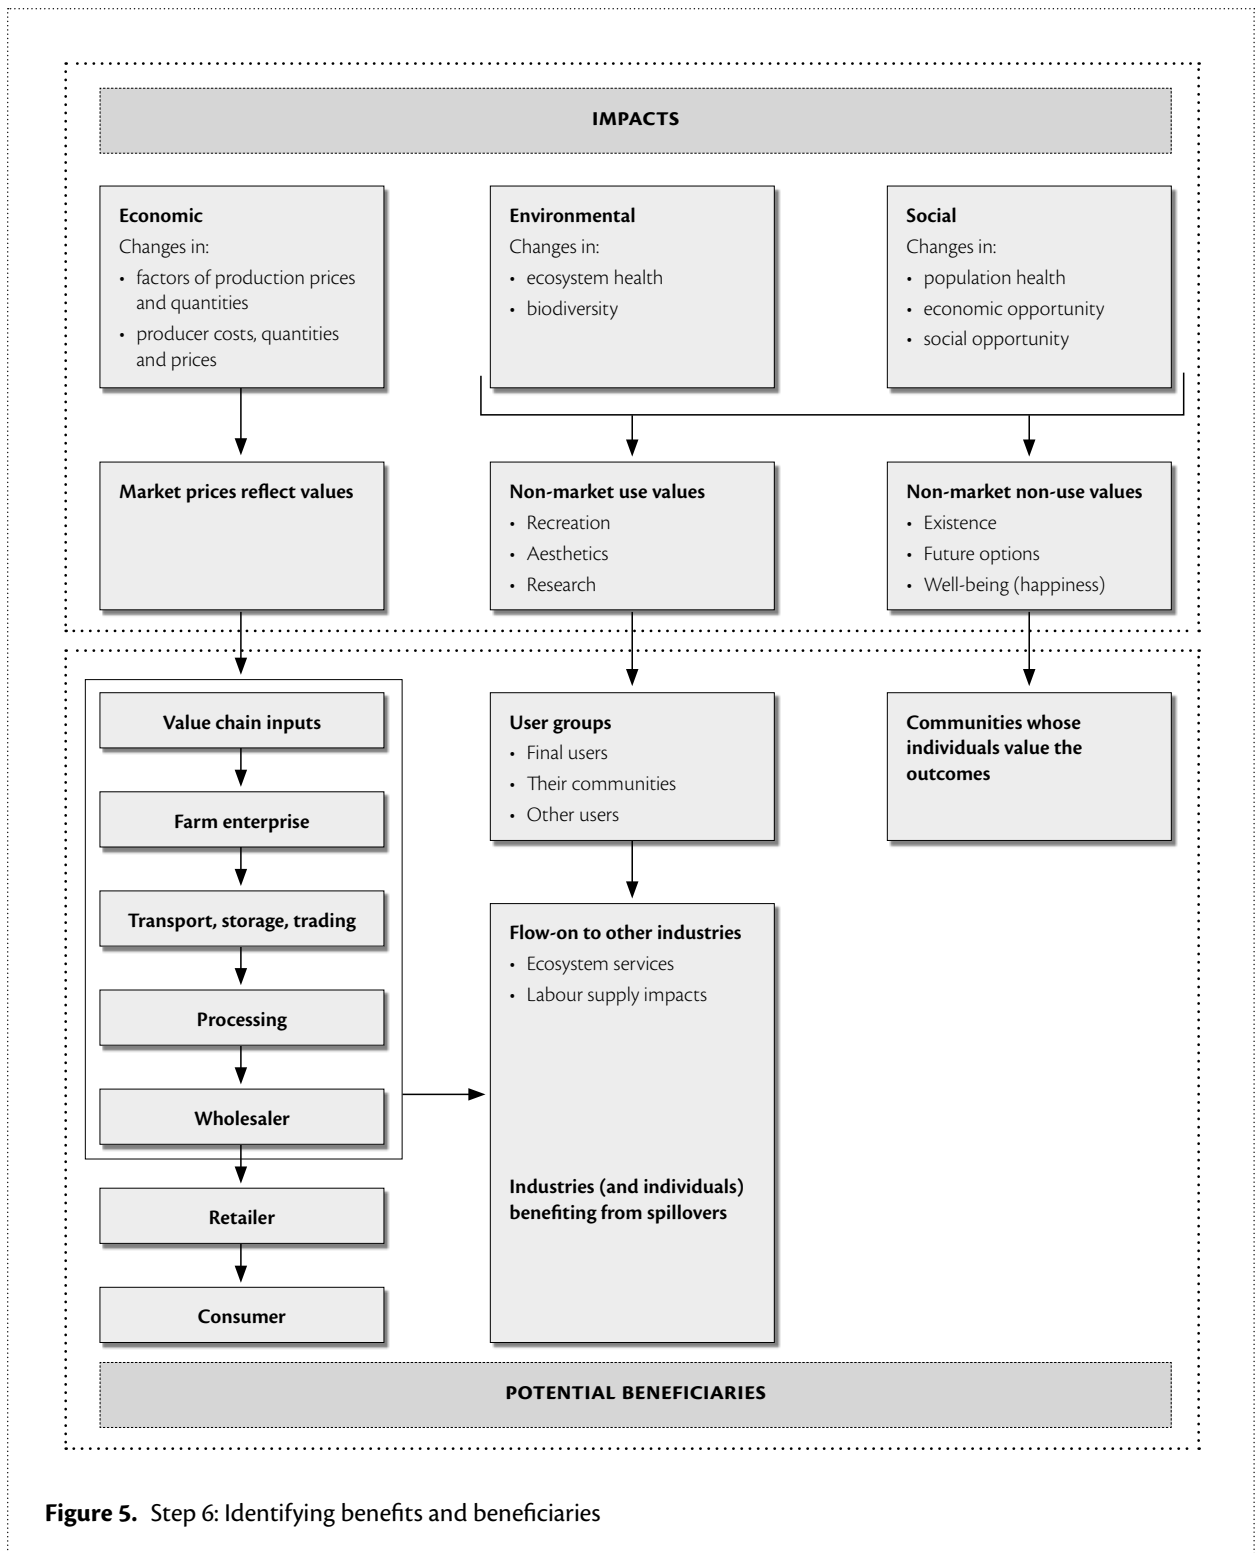 IMPACTS
Economic
Changes in:
• factors of production prices
and quantities
• producer costs, quantities
and prices
Environmental
Changes in:
• ecosystem health
• biodiversity
Social
Changes in:
• population health
• economic opportunity
• social opportunity
Market prices reflect values
Non-market use values
• Recreation
• Aesthetics
• Research
Non-market non-use values
• Existence
• Future options
• Well-being (happiness)
Value chain inputs
Farm enterprise
Transport, storage, trading
Processing
Wholesaler
Retailer
Consumer
User groups
• Final users
• Their communities
• Other users
Flow-on to other industries
• Ecosystem services
• Labour supply impacts
Industries (and individuals)
benefiting from spillovers
Communities whose
individuals value the
outcomes
POTENTIAL BENEFICIARIES
Figure 5. Step 6: Identifying benefits and beneficiaries